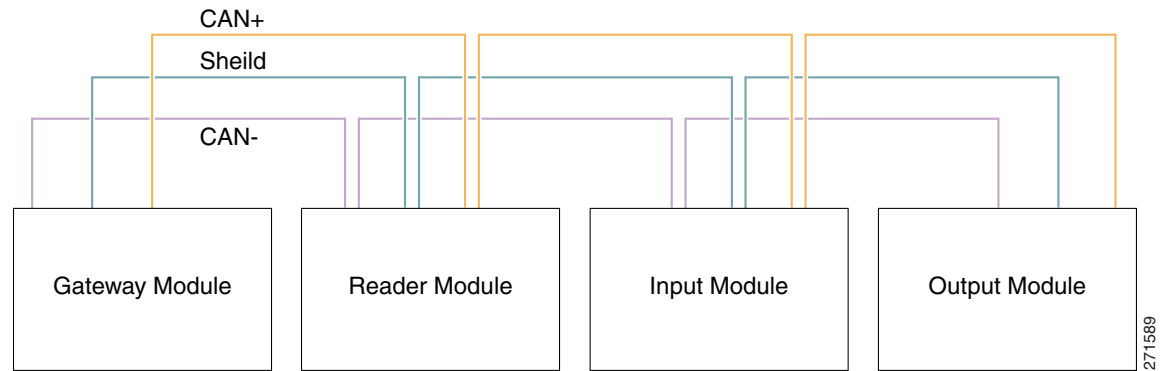 CAN+
Sheild
CAN-
Gateway Module
Reader Module
Input Module
Output Module
271589